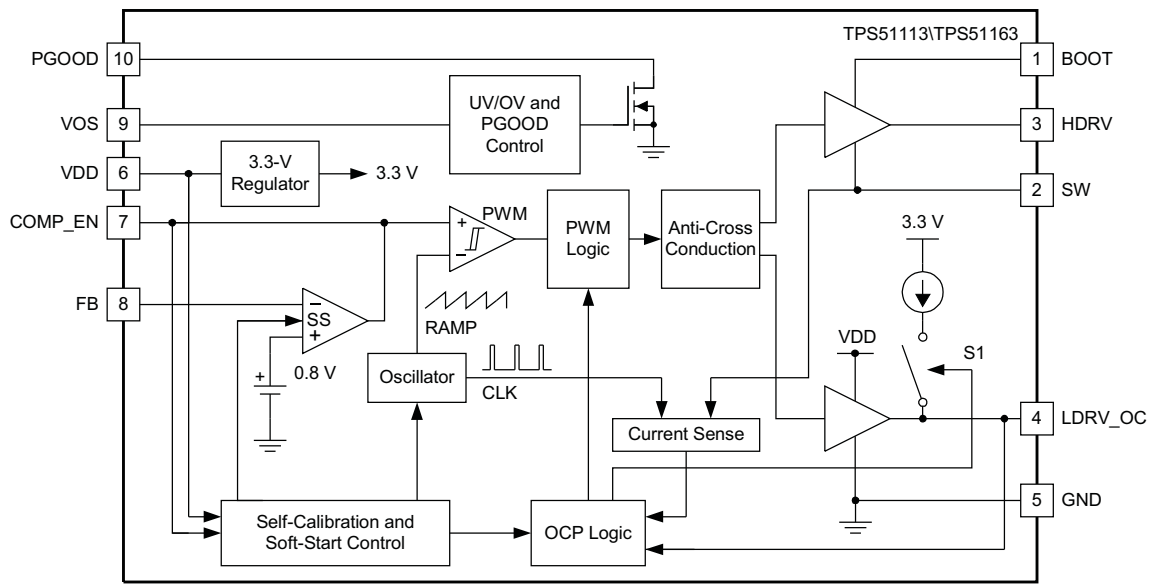 TPS51113\TPS51163
PGOOD
10
1
BOOT
UV/OV and
PGOOD
Control
VOS
9
3
HDRV
VDD
6
3.3-V
Regulator
3.3 V
2
SW
COMP_EN
7
+
PWM
−
PWM
Logic
Anti-Cross
Conduction
3.3 V
FB
8
−
SS
+
RAMP
+
0.8 V
Oscillator
CLK
VDD
S1
Current Sense
4
LDRV_OC
Self-Calibration and
Soft-Start Control
OCP Logic
5
GND